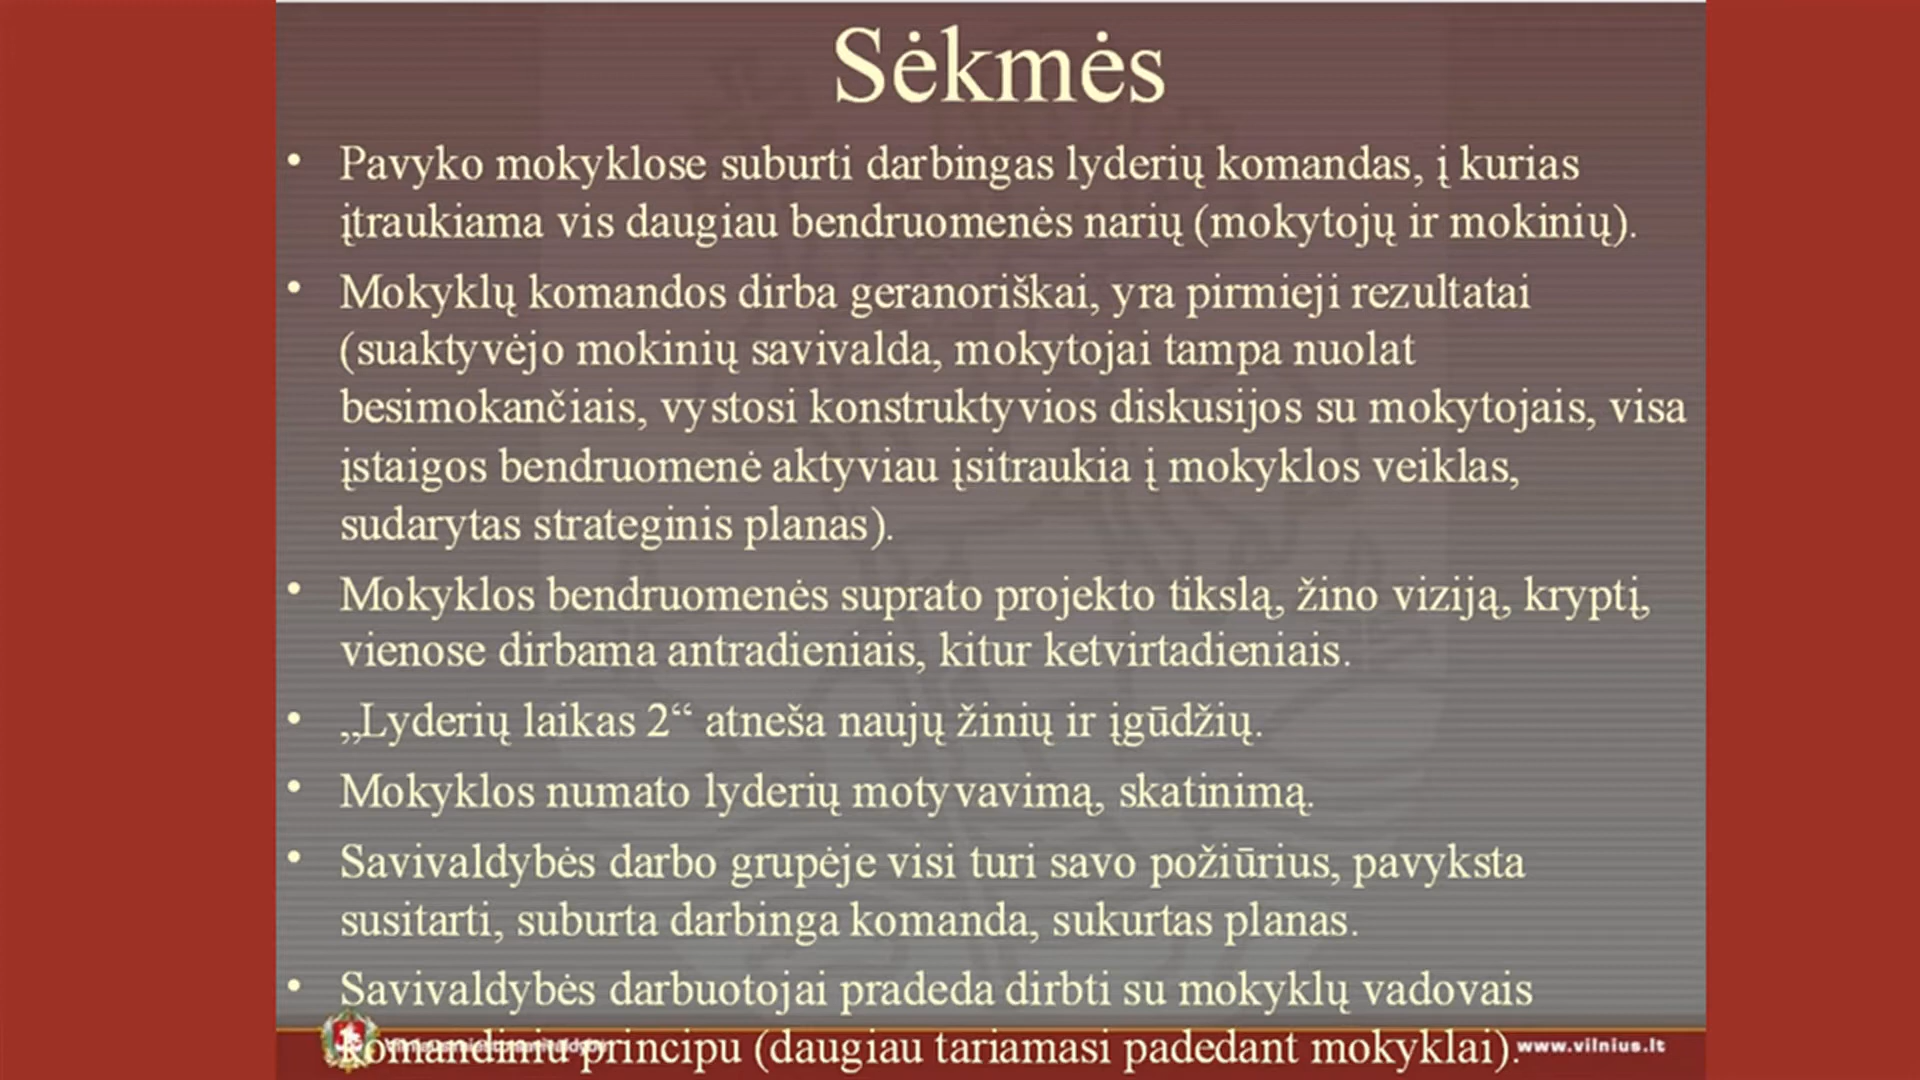 Sėkmės
• Pavyko mokyklose suburti darbingas lyderių komandas, į kurias
įtraukiama vis daugiau bendruomenės narių (mokytojų ir mokinių).
• Mokyklų komandos dirba geranoriškai, yra pirmieji rezultatai
(suaktyvėjo mokinių savivalda, mokytojai tampa nuolat
besimokančiais, vystosi konstruktyvios diskusijos su mokytojais, visa
įstaigos bendruomenė aktyviau įsitraukia į mokyklos veiklas,
sudarytas strateginis planas).
• Mokyklos bendruomenės suprato projekto tikslą, žino viziją, kryptį,
vienose dirbama antradieniais, kitur ketvirtadieniais.
• „Lyderių laikas 2“ atneša naujų žinių ir įgūdžių.
• Mokyklos numato lyderių motyvavimą, skatinimą.
• Savivaldybės darbo grupėje visi turi savo požiūrius, pavyksta
susitarti, suburta darbinga komanda, sukurtas planas.
• Savivaldybės darbuotojai pradeda dirbti su mokyklų vadovais
komandiniu principu (daugiau tariamasi padedant mokyklai).
www.vilnius.lt